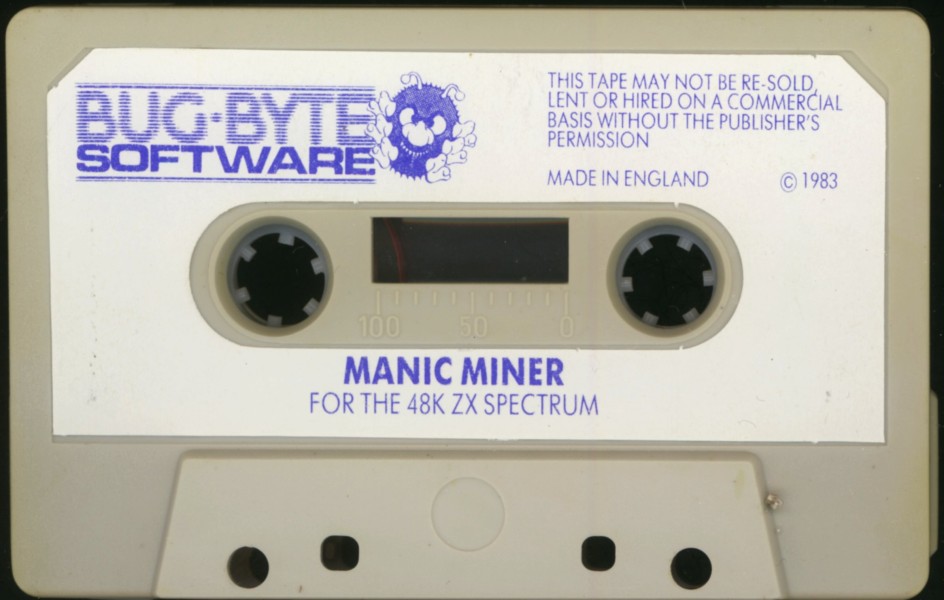 BUG·BYTE
SOFTWARE
THIS TAPE MAY NOT BE RE-SOLD,
LENT OR HIRED ON A COMMERCIAL
BASIS WITHOUT THE PUBLISHER'S
PERMISSION
MADE IN ENGLAND © 1983
100 50 0
MANIC MINER
FOR THE 48K ZX SPECTRUM